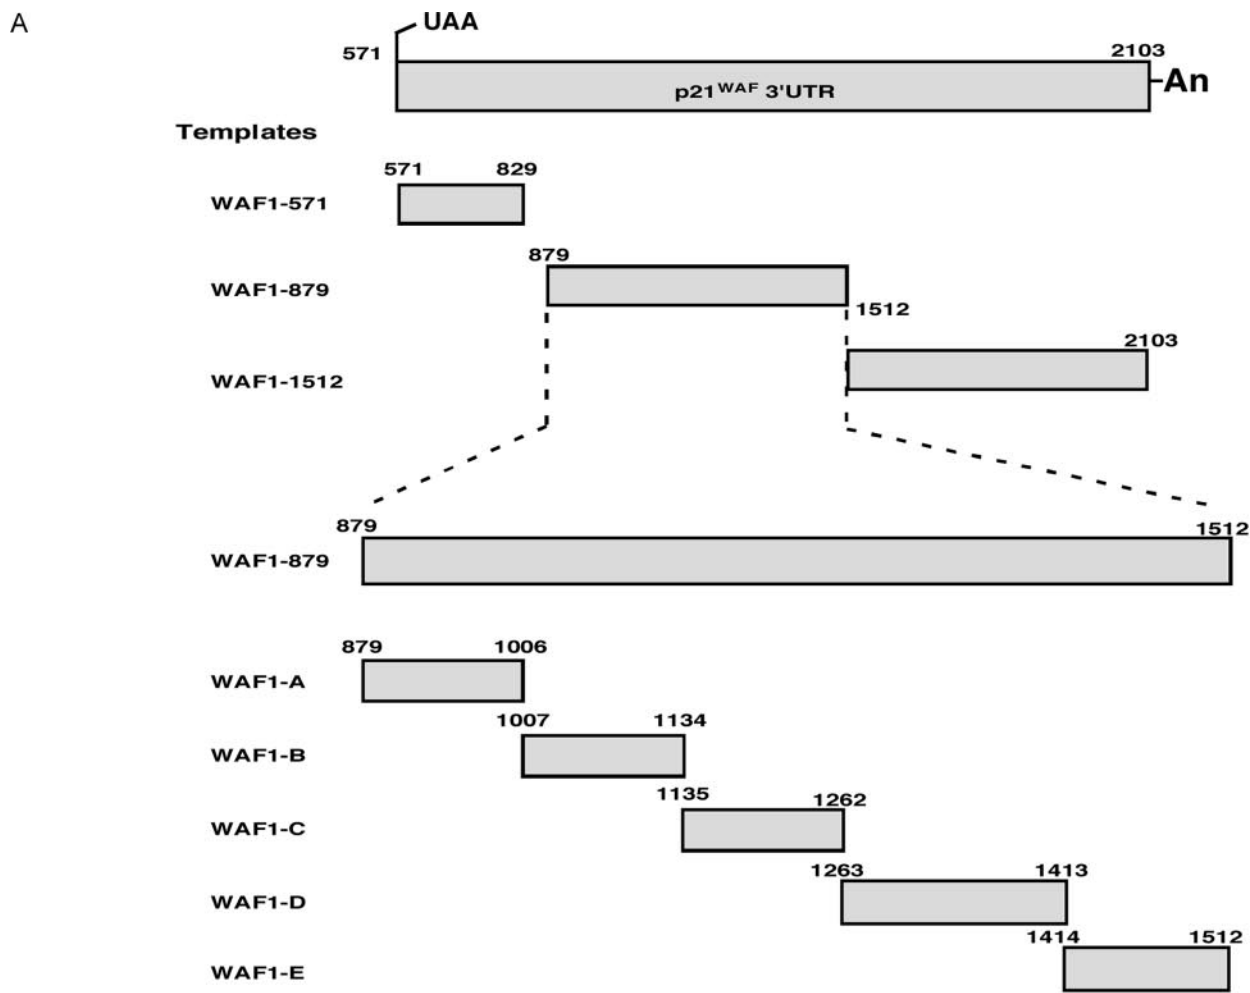 A
UAA
571 2103
p21WAF 3'UTR
An
Templates
571 829
WAF1-571
879
WAF1-879
1512
2103
WAF1-1512
879 1512
WAF1-879
879 1006
WAF1-A
1007 1134
WAF1-B
1135 1262
WAF1-C
1263 1413
WAF1-D
1414 1512
WAF1-E